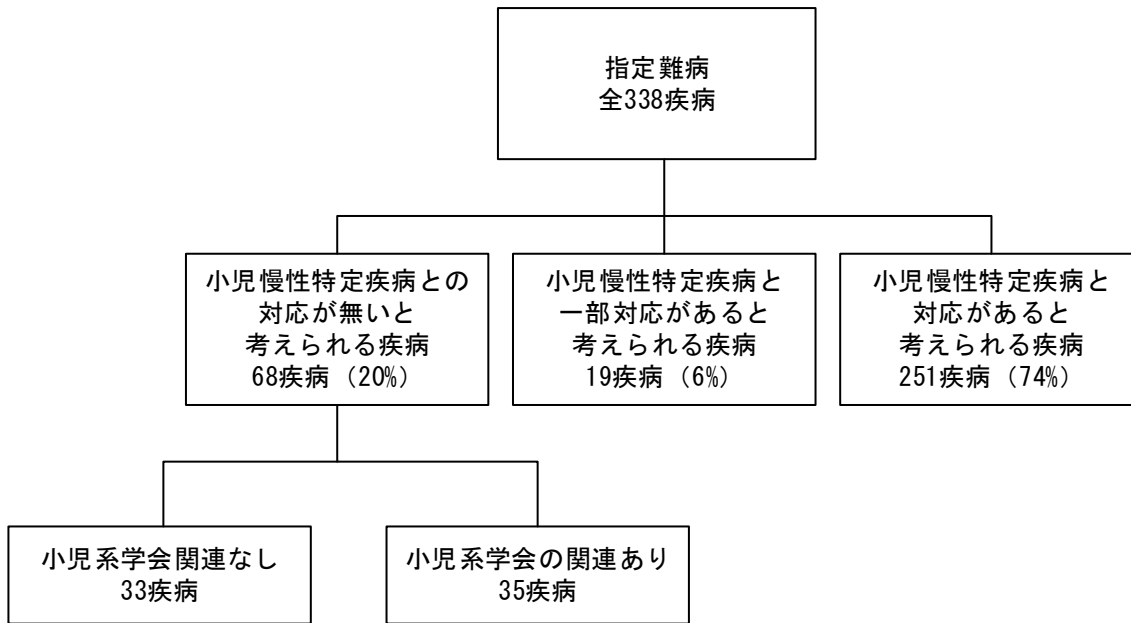 指定難病
全338疾病
小児慢性特定疾病との
対応が無いと
考えられる疾病
68疾病（20%）
小児慢性特定疾病と
一部対応があると
考えられる疾病
19疾病（6%）
小児慢性特定疾病と
対応があると
考えられる疾病
251疾病（74%）
小児系学会関連なし
33疾病
小児系学会の関連あり
35疾病